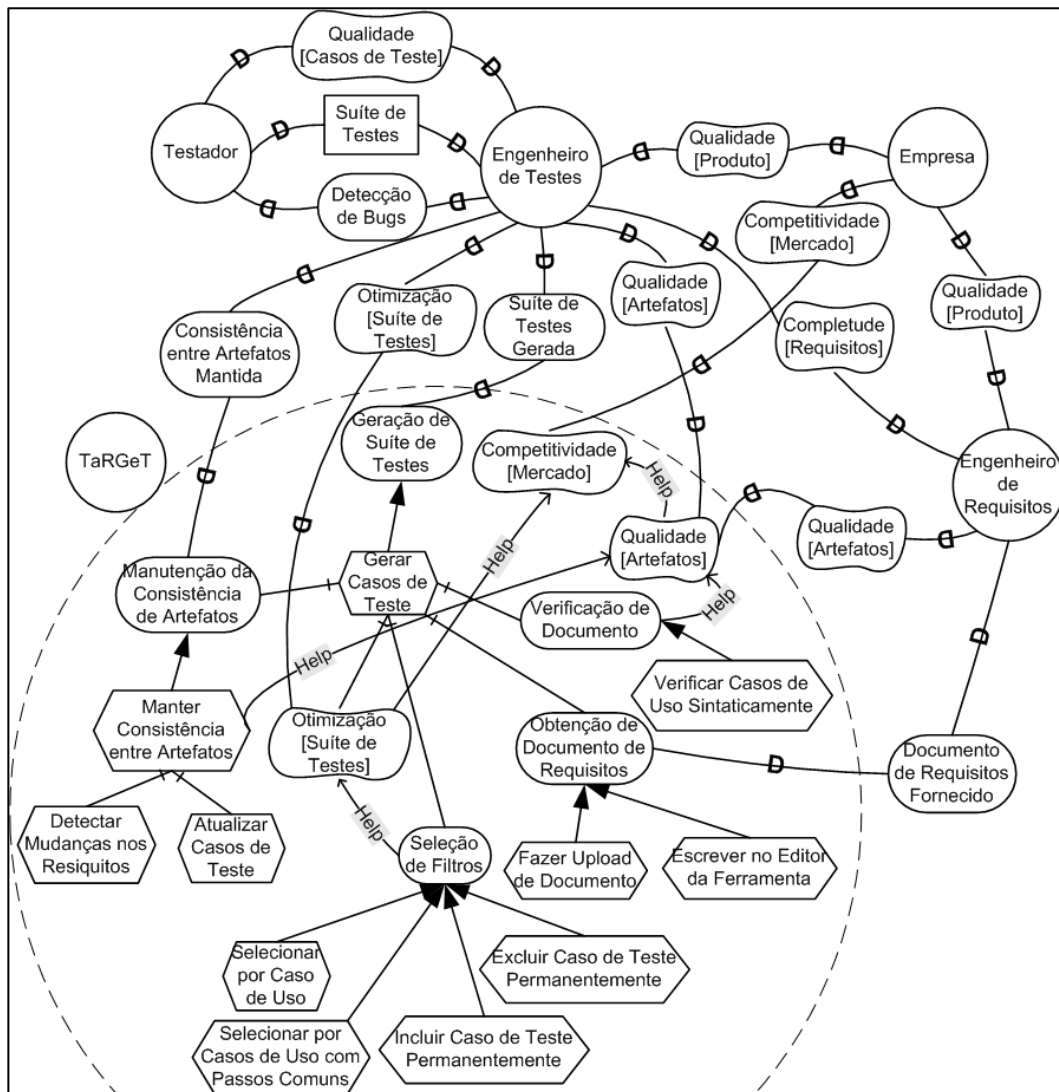 Qualidade
[Casos de Teste]
D
D
Testador
D
Suíte de
Testes
D
Engenheiro
de Testes
D
Qualidade
[Produto]
D
Empresa
D
Detecção
de Bugs
D
D
Competitividade
[Mercado]
D
D
D
D
D
D
Otimização
[Suíte de
Testes]
Suíte de
Testes
Gerada
Qualidade
[Artefatos]
Completude
[Requisitos]
Qualidade
[Produto]
Consistência
entre Artefatos
Mantida
D
D
D
TaRGeT
Geração de
Suíte de
Testes
Competitividade
[Mercado]
D
D
Engenheiro
de
Requisitos
Help
D
D
D
Qualidade
[Artefatos]
Qualidade
[Artefatos]
D
Manutenção da
Consistência
de Artefatos
Gerar
Casos de
Teste
Help
Verificação de
Documento
Help
D
Help
Verificar Casos de
Uso Sintaticamente
Manter
Consistência
entre Artefatos
Otimização
[Suíte de
Testes]
Obtenção de
Documento de
Requisitos
D
Documento
de Requisitos
Fornecido
Detectar
Mudanças nos
Resiquitos
Atualizar
Casos de
Teste
Help
Seleção
de Filtros
Fazer Upload
de Documento
Escrever no Editor
da Ferramenta
Selecionar
por Caso
de Uso
Excluir Caso de Teste
Permanentemente
Selecionar por
Casos de Uso com
Passos Comuns
Incluir Caso de Teste
Permanentemente